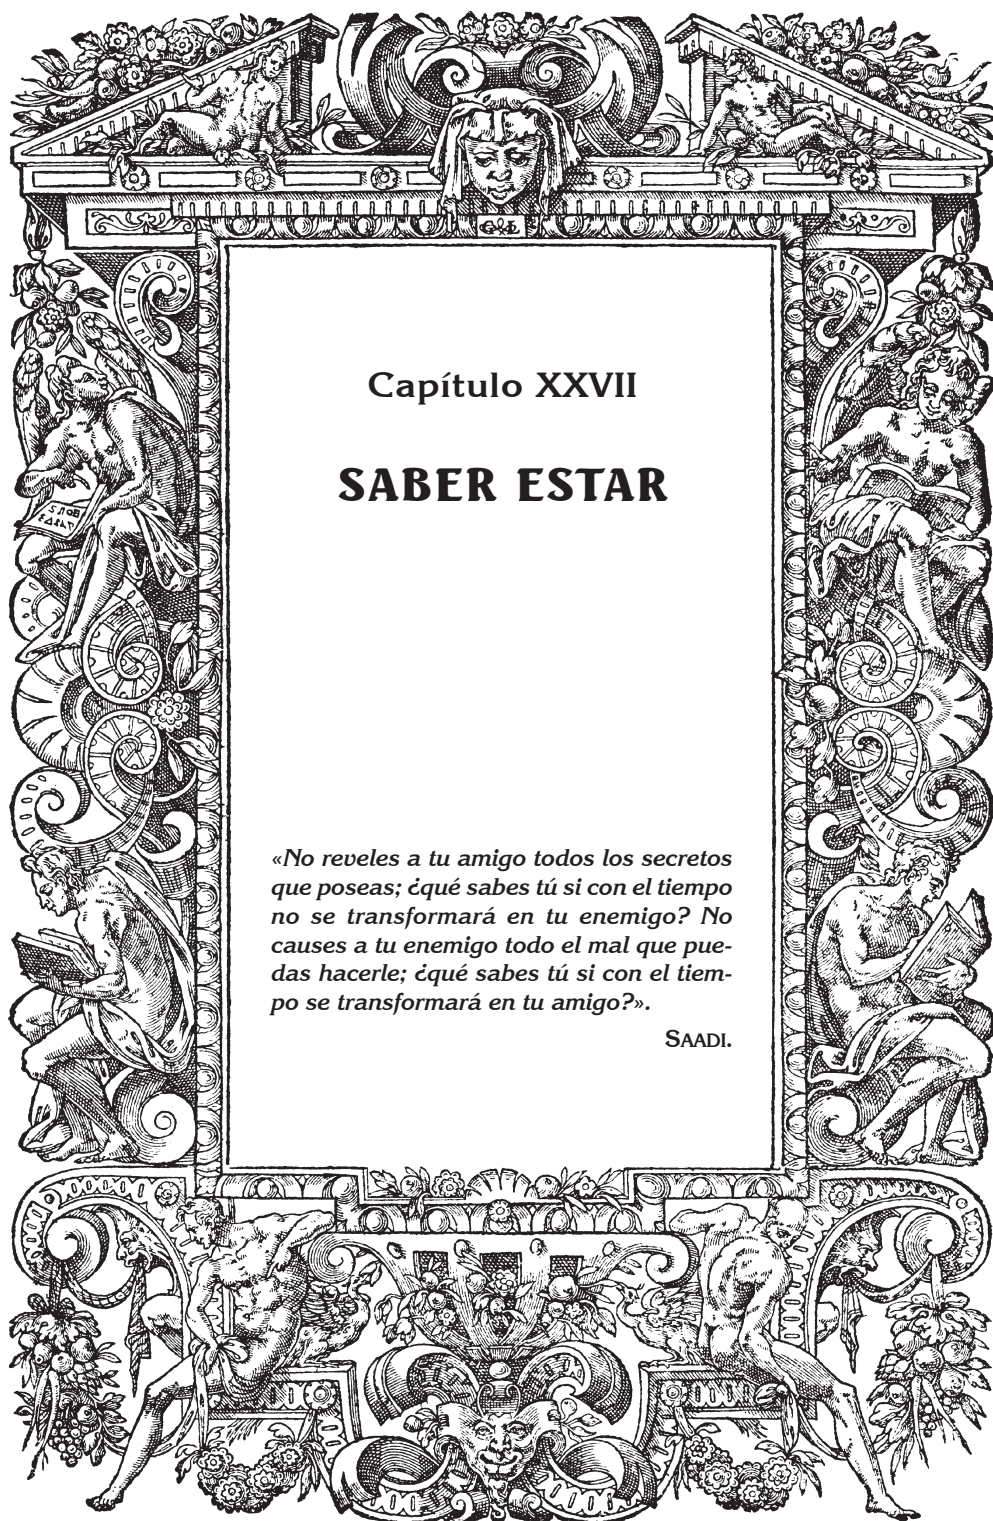 Capítulo XXVII
SABER ESTAR
«No reveles a tu amigo todos los secretos
que poseas; ¿qué sabes tú si con el tiempo
no se transformará en tu enemigo? No
causes a tu enemigo todo el mal que pue-
das hacerle; ¿qué sabes tú si con el tiem-
po se transformará en tu amigo?».
SAADI.